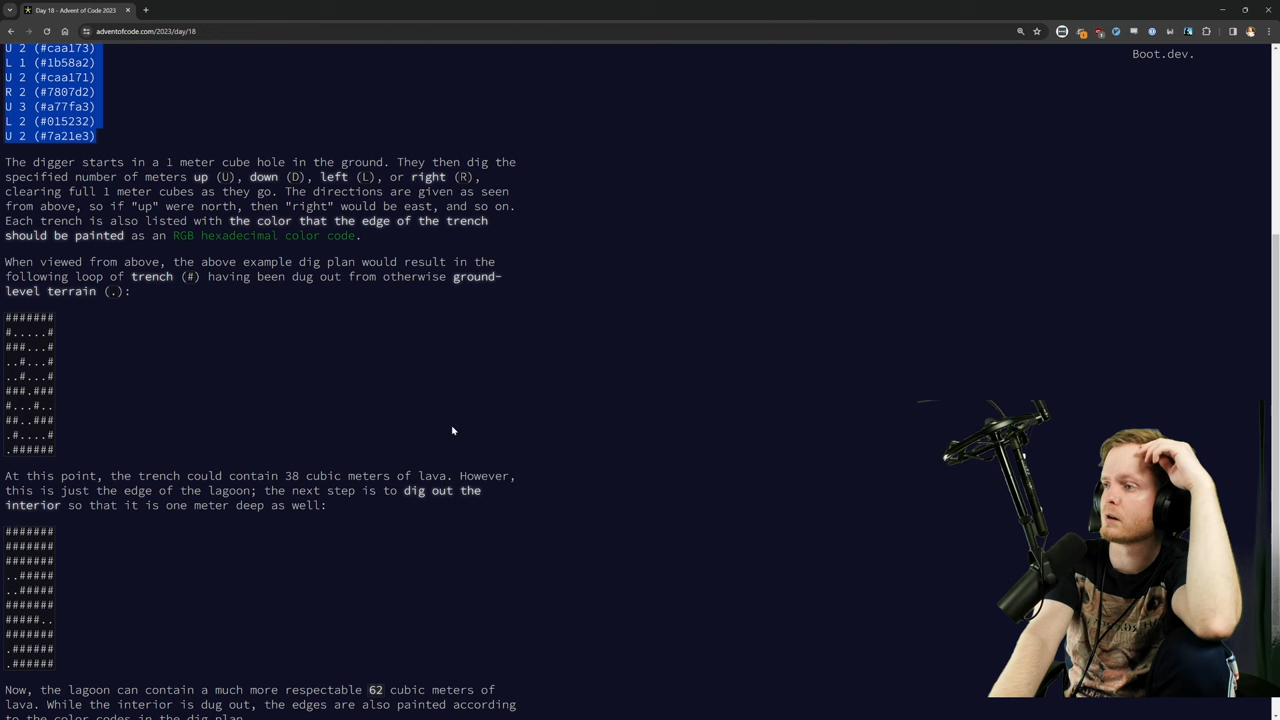 Day 18 - Advent of Code 2023
adventofcode.com/2023/day/18
Boot.dev.
U 2 (#caa173)
L 1 (#1b58a2)
U 2 (#caa171)
R 2 (#7807d2)
U 3 (#a77fa3)
L 2 (#015232)
U 2 (#7a21e3)
The digger starts in a 1 meter cube hole in the ground. They then dig the
specified number of meters up (U), down (D), left (L), or right (R),
clearing full 1 meter cubes as they go. The directions are given as seen
from above, so if "up" were north, then "right" would be east, and so on.
Each trench is also listed with the color that the edge of the trench
should be painted as an RGB hexadecimal color code.
When viewed from above, the above example dig plan would result in the
following loop of trench (#) having been dug out from otherwise ground-
level terrain (.):
#######
#.....#
###...#
..#...#
..#...#
###.###
#...#..
##..###
.#....#
.######
At this point, the trench could contain 38 cubic meters of lava. However,
this is just the edge of the lagoon; the next step is to dig out the
interior so that it is one meter deep as well:
#######
#######
#######
..#####
..#####
#######
#####..
#######
.######
.######
Now, the lagoon can contain a much more respectable 62 cubic meters of
lava. While the interior is dug out, the edges are also painted according
to the color codes in the dig plan.